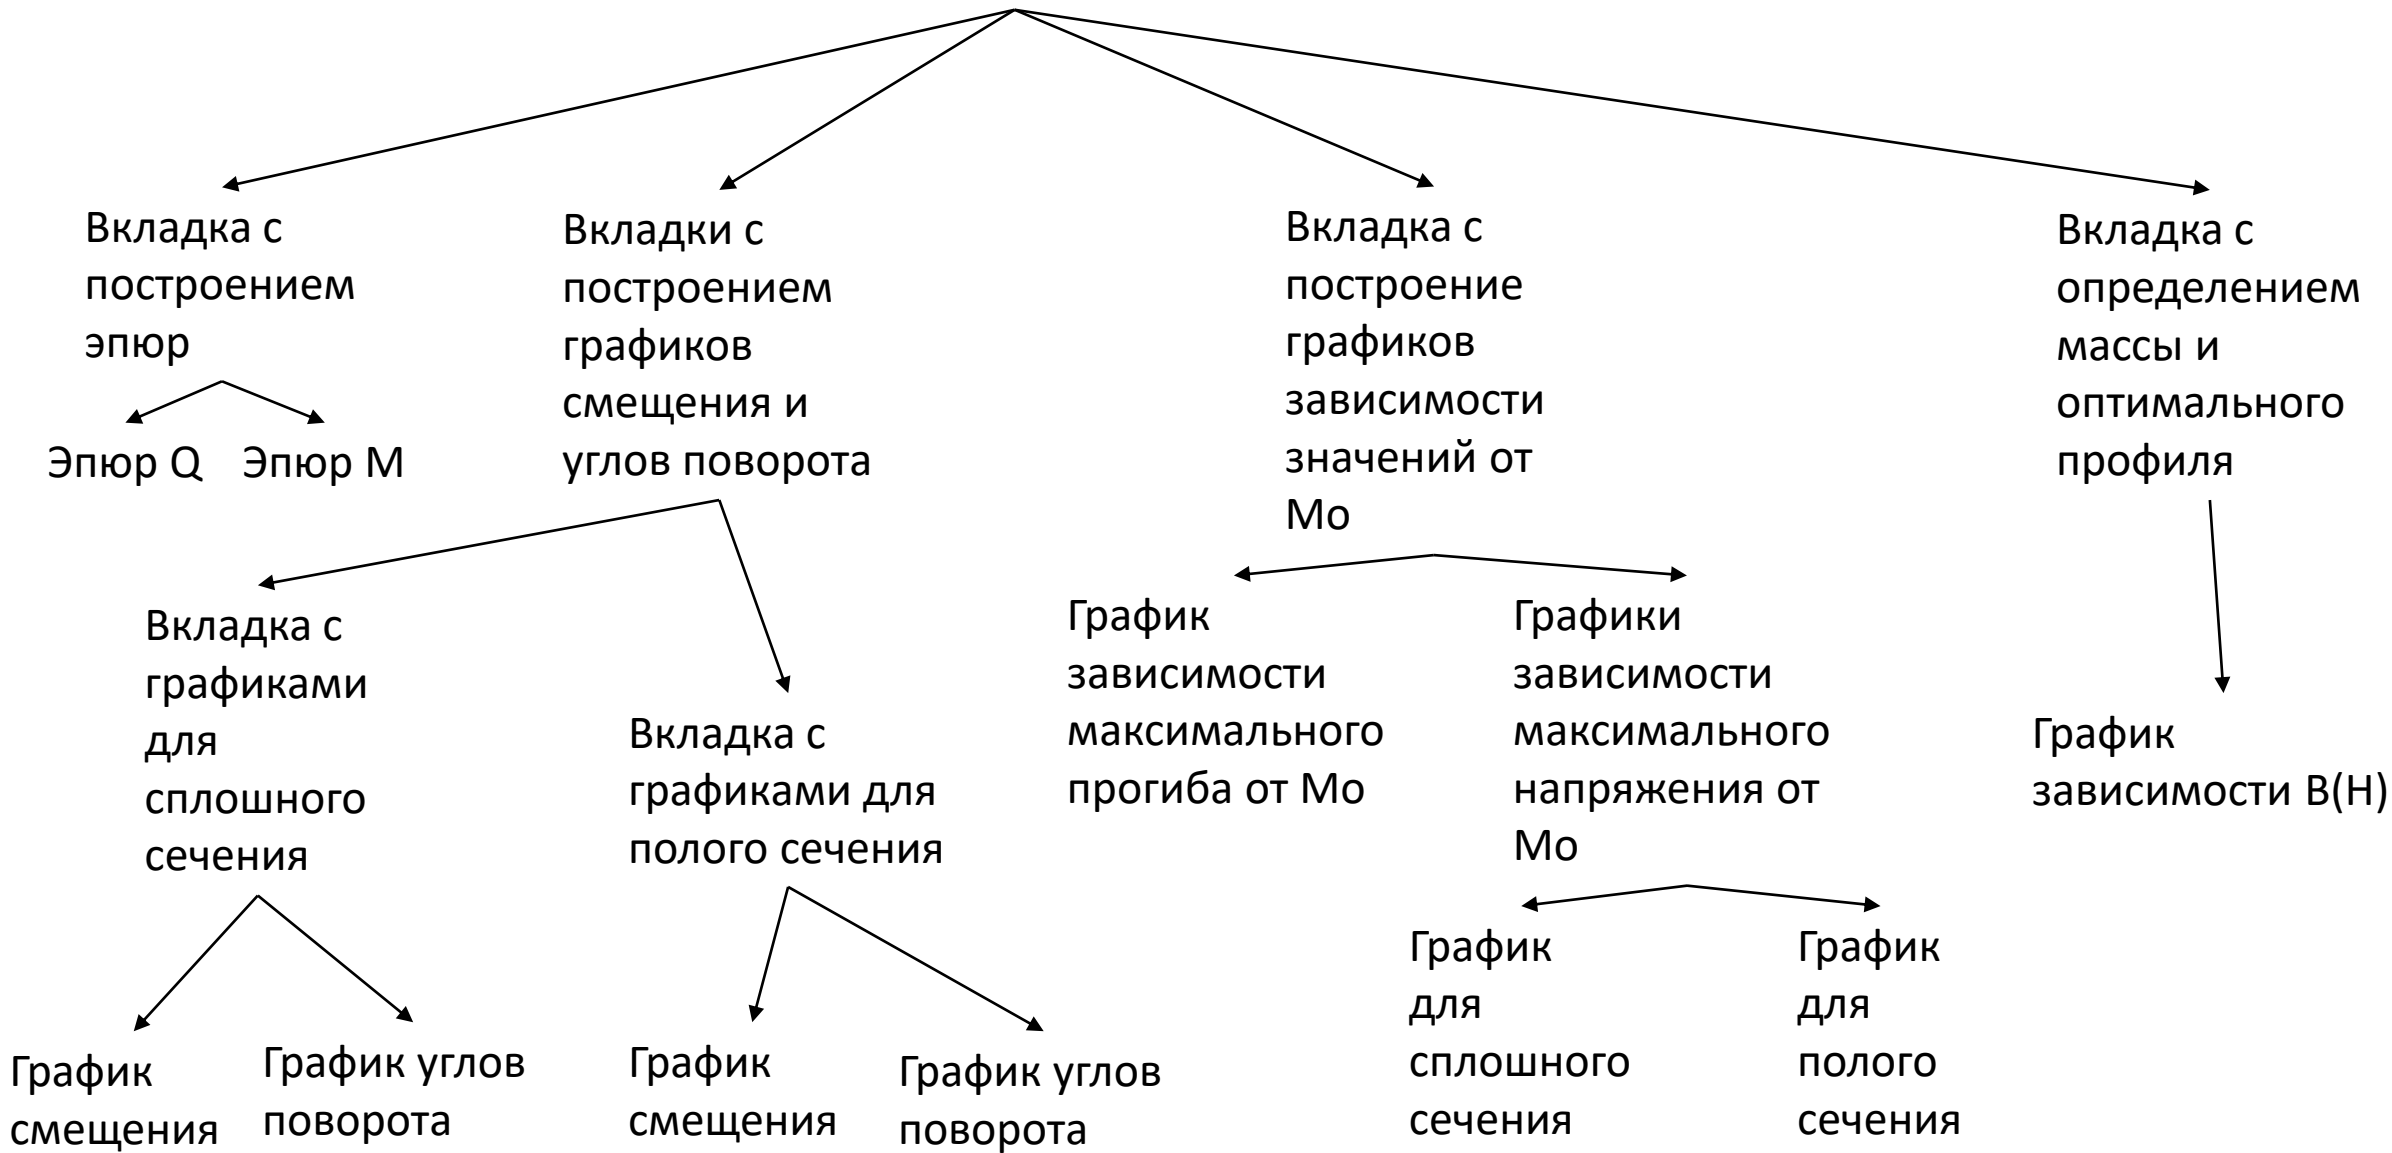 Вкладка с
построением
эпюр
Вкладки с
построением
графиков
смещения и
углов поворота
Вкладка с
построение
графиков
зависимости
значений от
Mo
Вкладка с
определением
массы и
оптимального
профиля
Эпюр Q
Эпюр M
Вкладка с
графиками
для
сплошного
сечения
Вкладка с
графиками для
полого сечения
График
зависимости
максимального
прогиба от Mo
Графики
зависимости
максимального
напряжения от
Mo
График
зависимости B(H)
График
смещения
График углов
поворота
График
смещения
График углов
поворота
График
для
сплошного
сечения
График
для
полого
сечения